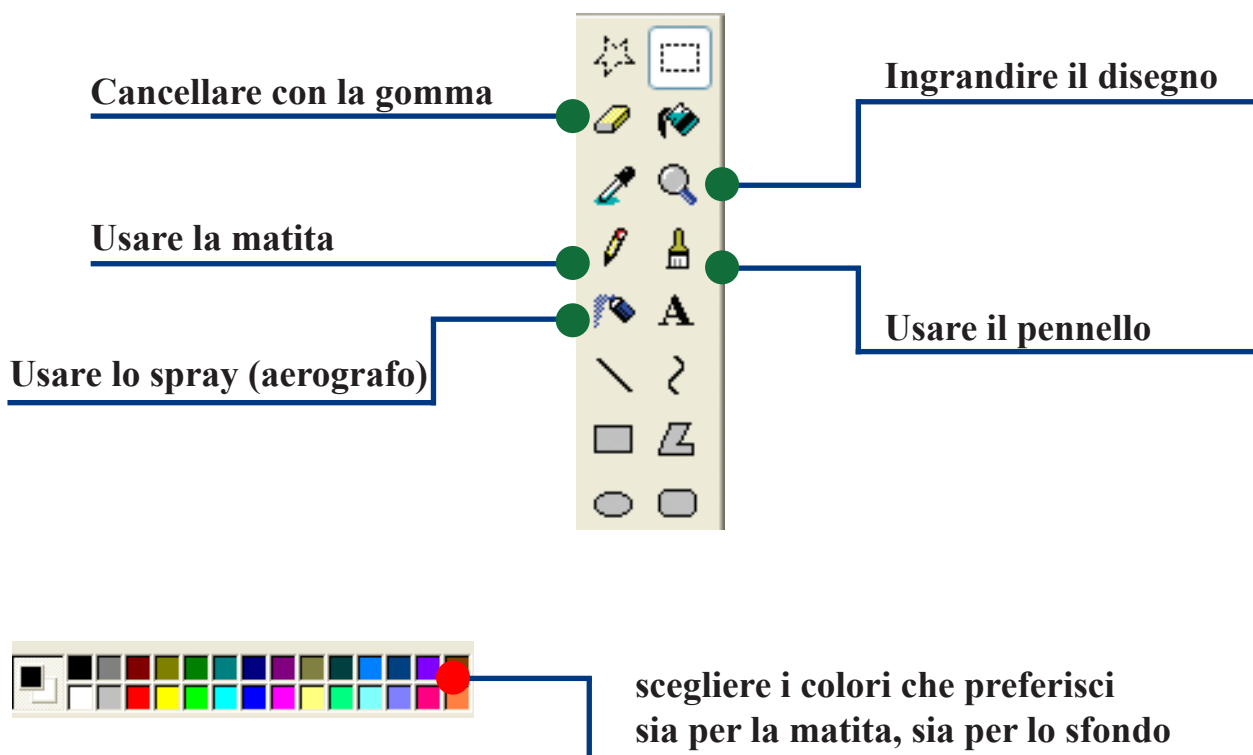 Cancellare con la gomma
Ingrandire il disegno
Usare la matita
Usare il pennello
Usare lo spray (aerografo)
A
scegliere i colori che preferisci
sia per la matita, sia per lo sfondo